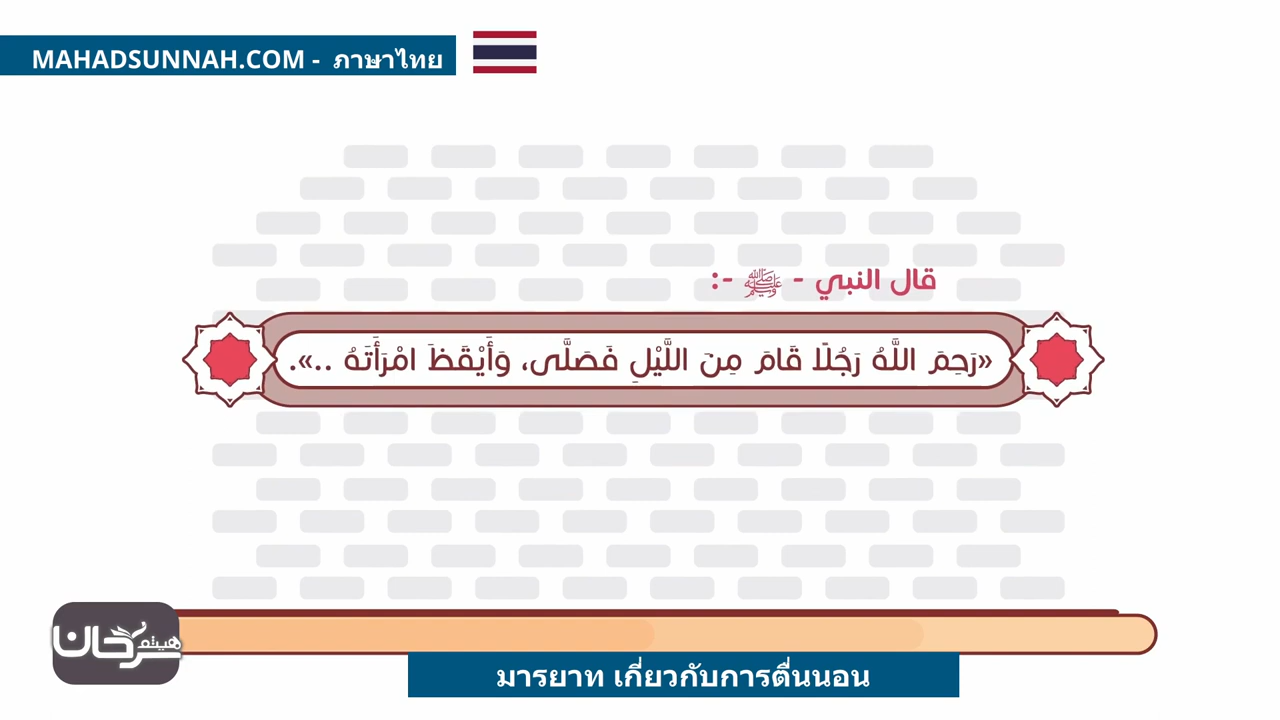 MAHADSUNNAH.COM - ภาษาไทย
قال النبي - ﷺ -:
«رَحِمَ اللَّهُ رَجُلًا قَامَ مِنَ اللَّيْلِ فَصَلَّى، وَأَيْقَظَ امْرَأَتَهُ ..».
هيثم سرحان
มารยาท เกี่ยวกับการตื่นนอน